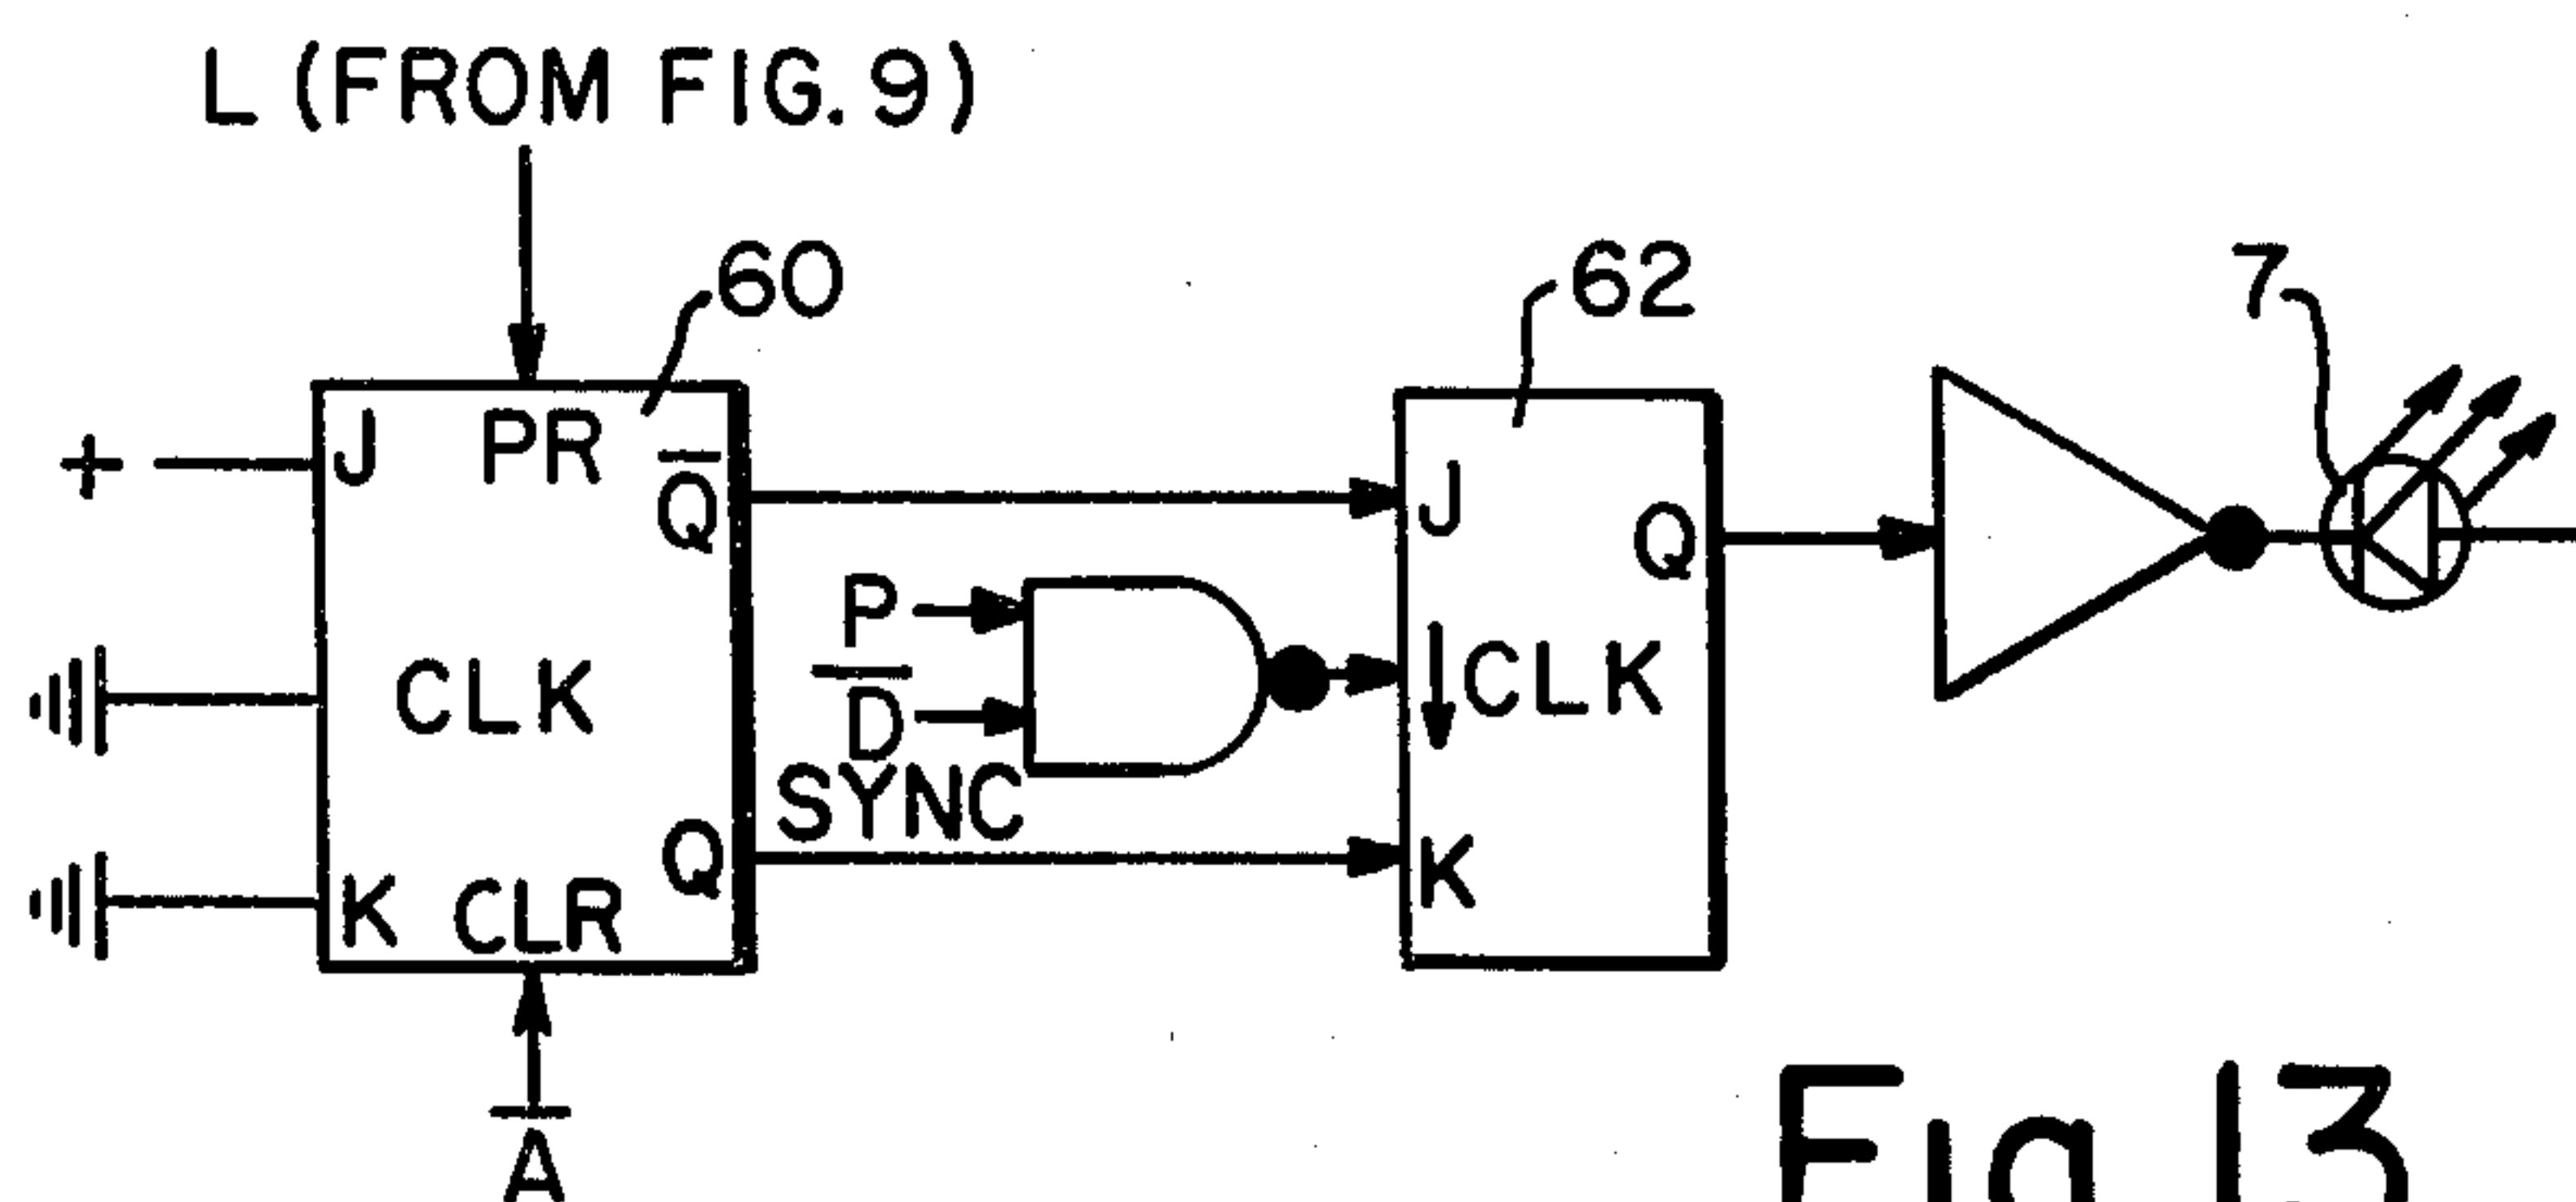 L (FROM FIG. 9)
60
62
7
+
J PR Q̅
J
Q
P
D̅
SYNC
CLK
CLK
K CLR Q
K
A̅
Fig 13